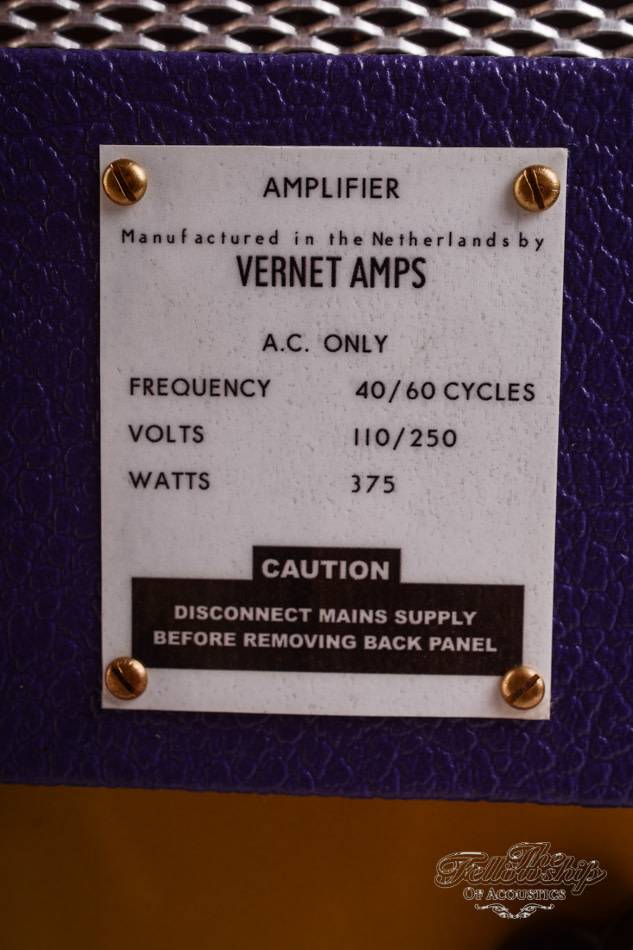 AMPLIFIER
Manufactured in the Netherlands by
VERNET AMPS
A.C. ONLY
FREQUENCY 40/60 CYCLES
VOLTS 110/250
WATTS 375
CAUTION
DISCONNECT MAINS SUPPLY
BEFORE REMOVING BACK PANEL
The
Fellowship
OF ACOUSTICS